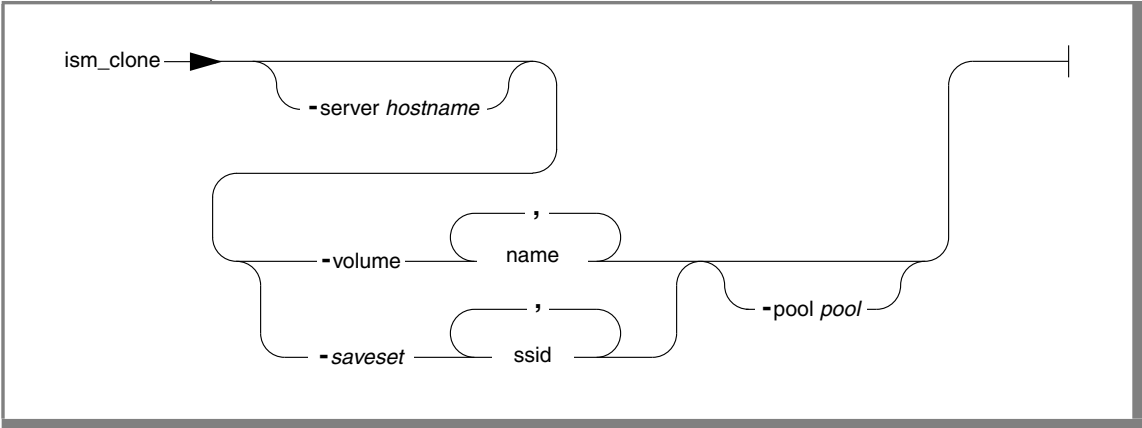 ism_clone
-server hostname
,
-volume name
,
-saveset ssid
-pool pool